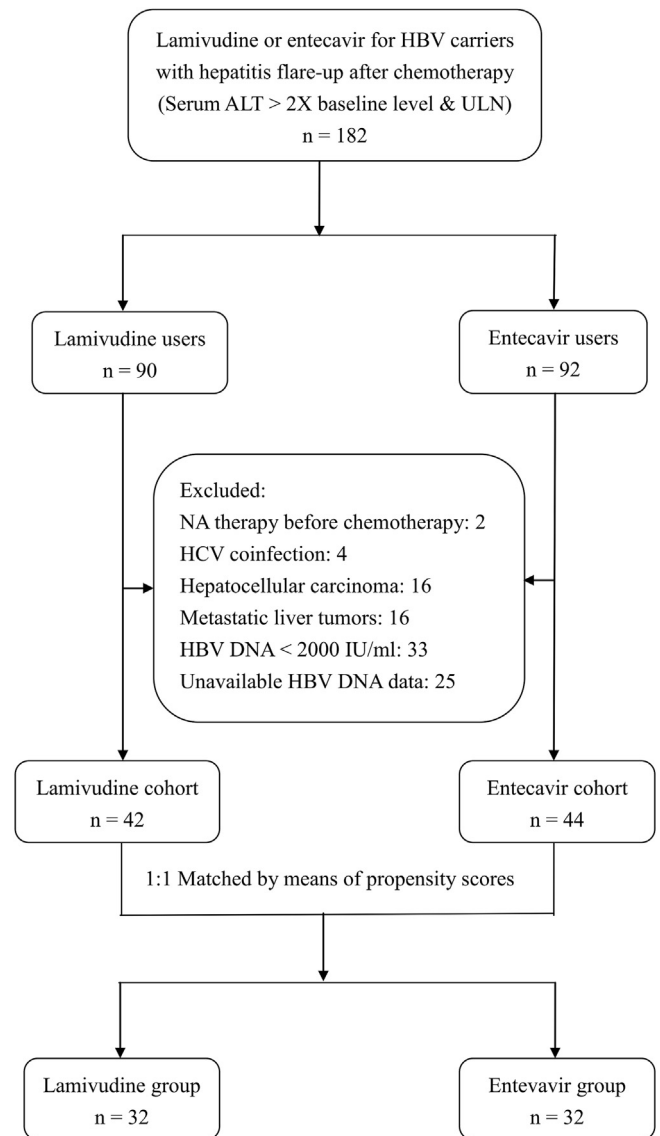 Lamivudine or entecavir for HBV carriers
with hepatitis flare-up after chemotherapy
(Serum ALT > 2X baseline level & ULN)
n = 182
Lamivudine users
n = 90
Entecavir users
n = 92
Excluded:
NA therapy before chemotherapy: 2
HCV coinfection: 4
Hepatocellular carcinoma: 16
Metastatic liver tumors: 16
HBV DNA < 2000 IU/ml: 33
Unavailable HBV DNA data: 25
Lamivudine cohort
n = 42
Entecavir cohort
n = 44
1:1 Matched by means of propensity scores
Lamivudine group
n = 32
Entevavir group
n = 32